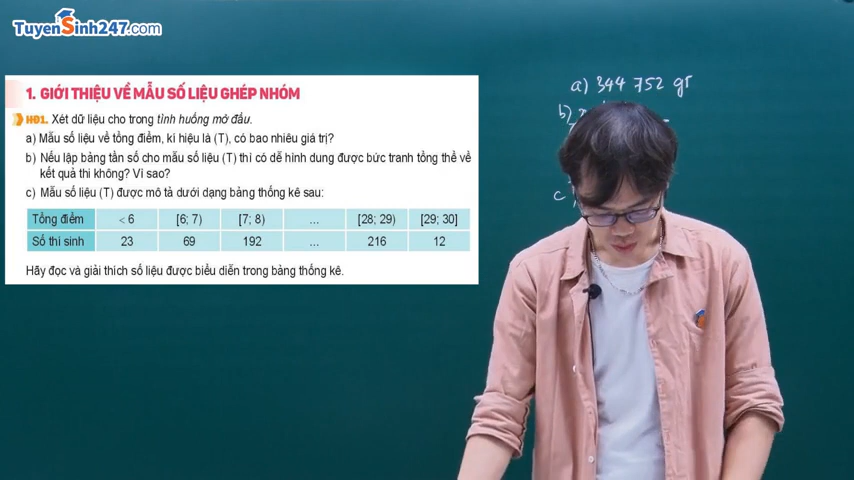 TuyenSinh247.com
1. GIỚI THIỆU VỀ MẪU SỐ LIỆU GHÉP NHÓM
HĐ1. Xét dữ liệu cho trong tình huống mở đầu.
a) Mẫu số liệu về tổng điểm, kí hiệu là (T), có bao nhiêu giá trị?
b) Nếu lập bảng tần số cho mẫu số liệu (T) thì có dễ hình dung được bức tranh tổng thể về
kết quả thi không? Vì sao?
c) Mẫu số liệu (T) được mô tả dưới dạng bảng thống kê sau:
Tổng điểm < 6 [6; 7) [7; 8) ... [28; 29) [29; 30]
Số thí sinh 23 69 192 ... 216 12
Hãy đọc và giải thích số liệu được biểu diễn trong bảng thống kê.
a) 344 752 gr
b)
c